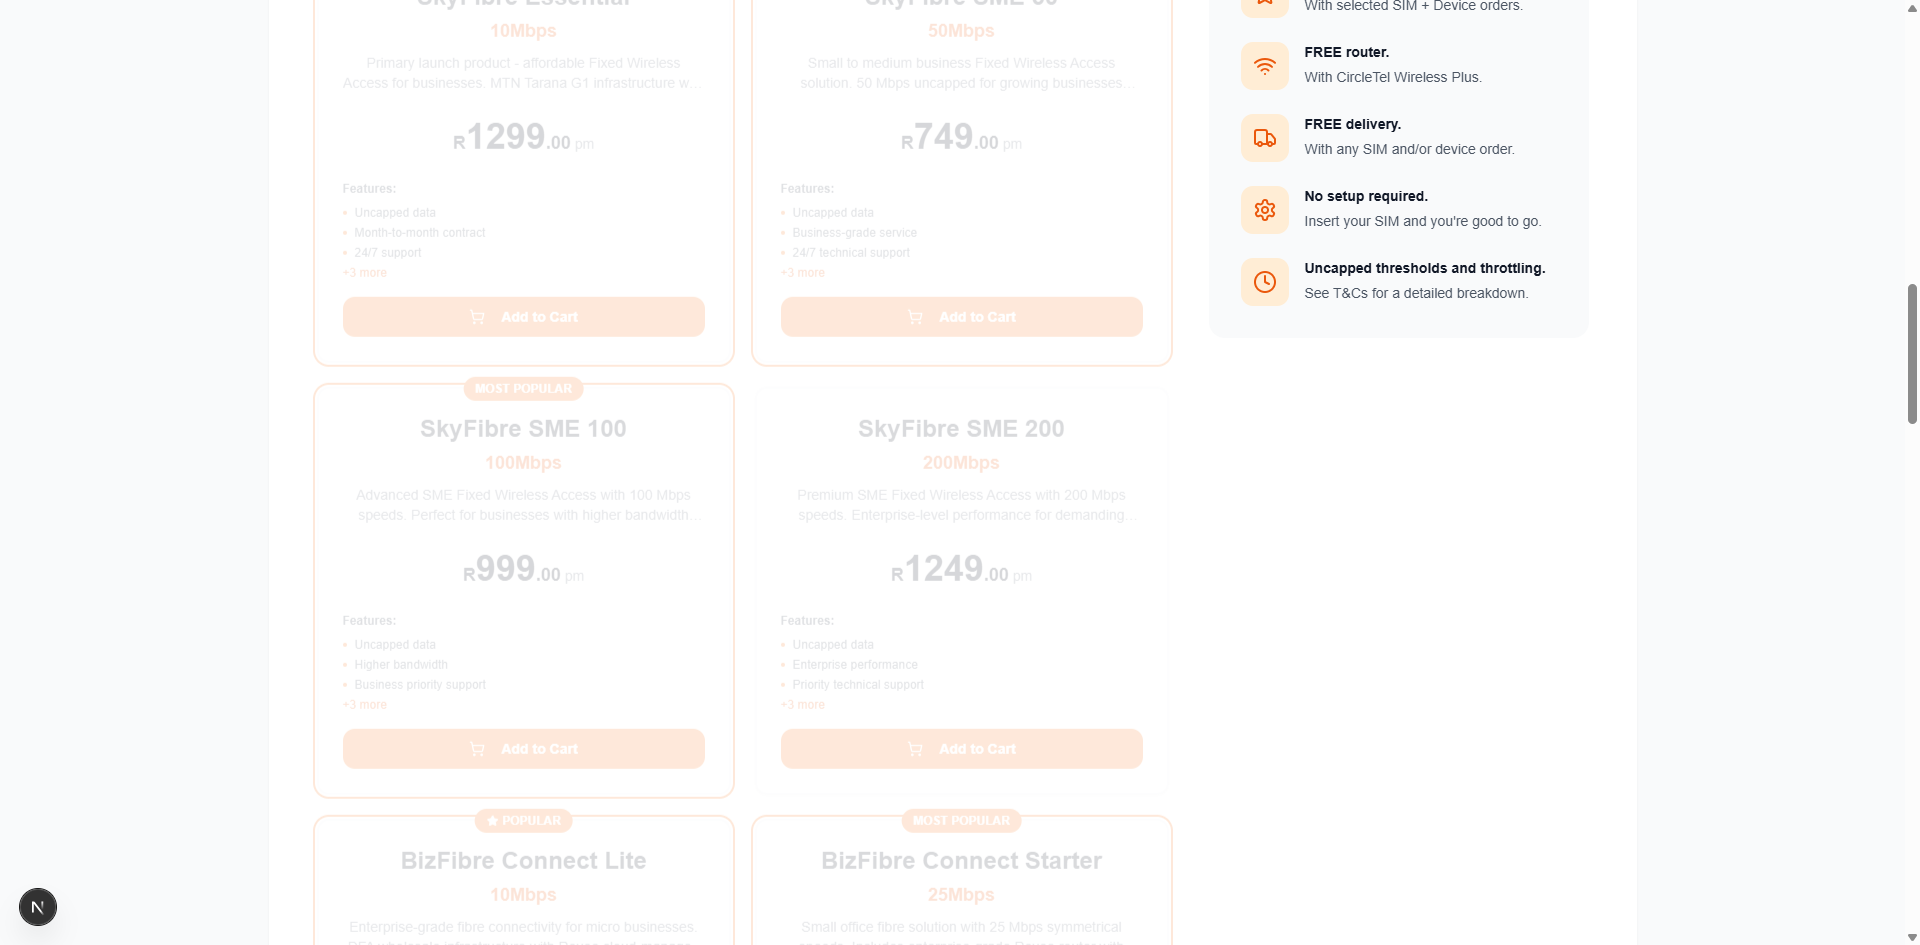 SkyFibre Essential
10Mbps
Primary launch product - affordable Fixed Wireless
Access for businesses. MTN Tarana G1 infrastructure w…
R1299.00 pm
Features:
• Uncapped data
• Month-to-month contract
• 24/7 support
+3 more
Add to Cart
SkyFibre SME 50
50Mbps
Small to medium business Fixed Wireless Access
solution. 50 Mbps uncapped for growing businesses…
R749.00 pm
Features:
• Uncapped data
• Business-grade service
• 24/7 technical support
+3 more
Add to Cart
With selected SIM + Device orders.
FREE router.
With CircleTel Wireless Plus.
FREE delivery.
With any SIM and/or device order.
No setup required.
Insert your SIM and you're good to go.
Uncapped thresholds and throttling.
See T&Cs for a detailed breakdown.
MOST POPULAR
SkyFibre SME 100
100Mbps
Advanced SME Fixed Wireless Access with 100 Mbps
speeds. Perfect for businesses with higher bandwidth…
R999.00 pm
Features:
• Uncapped data
• Higher bandwidth
• Business priority support
+3 more
Add to Cart
SkyFibre SME 200
200Mbps
Premium SME Fixed Wireless Access with 200 Mbps
speeds. Enterprise-level performance for demanding…
R1249.00 pm
Features:
• Uncapped data
• Enterprise performance
• Priority technical support
+3 more
Add to Cart
★ POPULAR
BizFibre Connect Lite
10Mbps
Enterprise-grade fibre connectivity for micro businesses.
MOST POPULAR
BizFibre Connect Starter
25Mbps
Small office fibre solution with 25 Mbps symmetrical
N